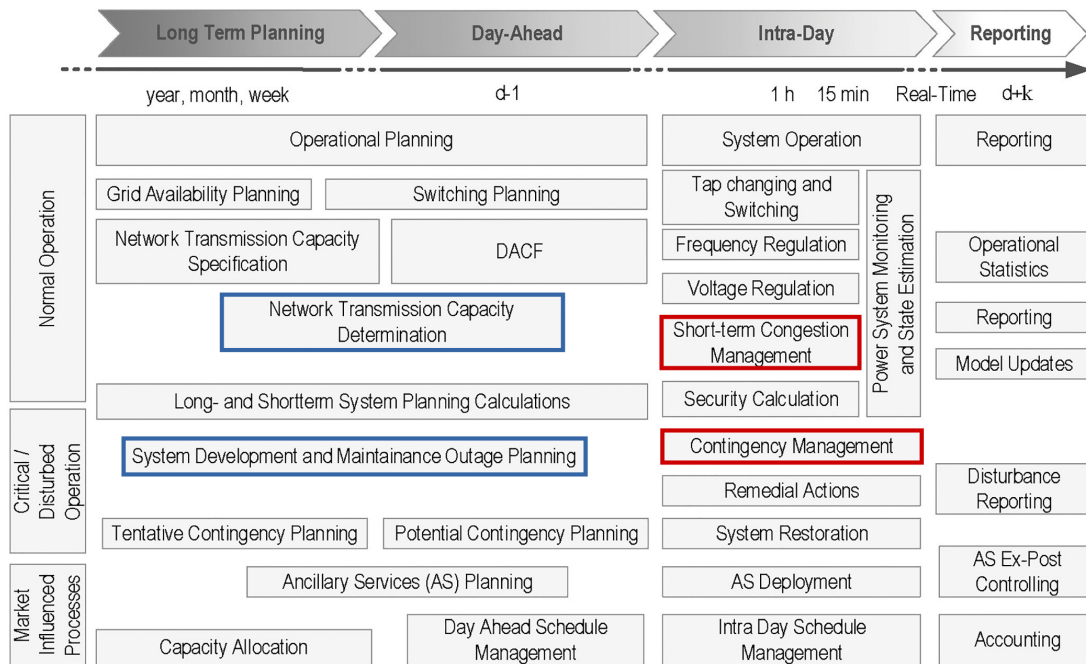 Long Term Planning
Day-Ahead
Intra-Day
Reporting
year, month, week
d-1
1 h
15 min
Real-Time
d+k
Normal Operation
Operational Planning
System Operation
Reporting
Grid Availability Planning
Switching Planning
Tap changing and
Switching
Power System Monitoring
and State Estimation
Network Transmission Capacity
Specification
DACF
Frequency Regulation
Operational
Statistics
Voltage Regulation
Network Transmission Capacity
Determination
Short-term Congestion
Management
Reporting
Model Updates
Long- and Shortterm System Planning Calculations
Security Calculation
Critical /
Disturbed
Operation
System Development and Maintainance Outage Planning
Contingency Management
Remedial Actions
Disturbance
Reporting
Tentative Contingency Planning
Potential Contingency Planning
System Restoration
Market
Influenced
Processes
Ancillary Services (AS) Planning
AS Deployment
AS Ex-Post
Controlling
Capacity Allocation
Day Ahead Schedule
Management
Intra Day Schedule
Management
Accounting